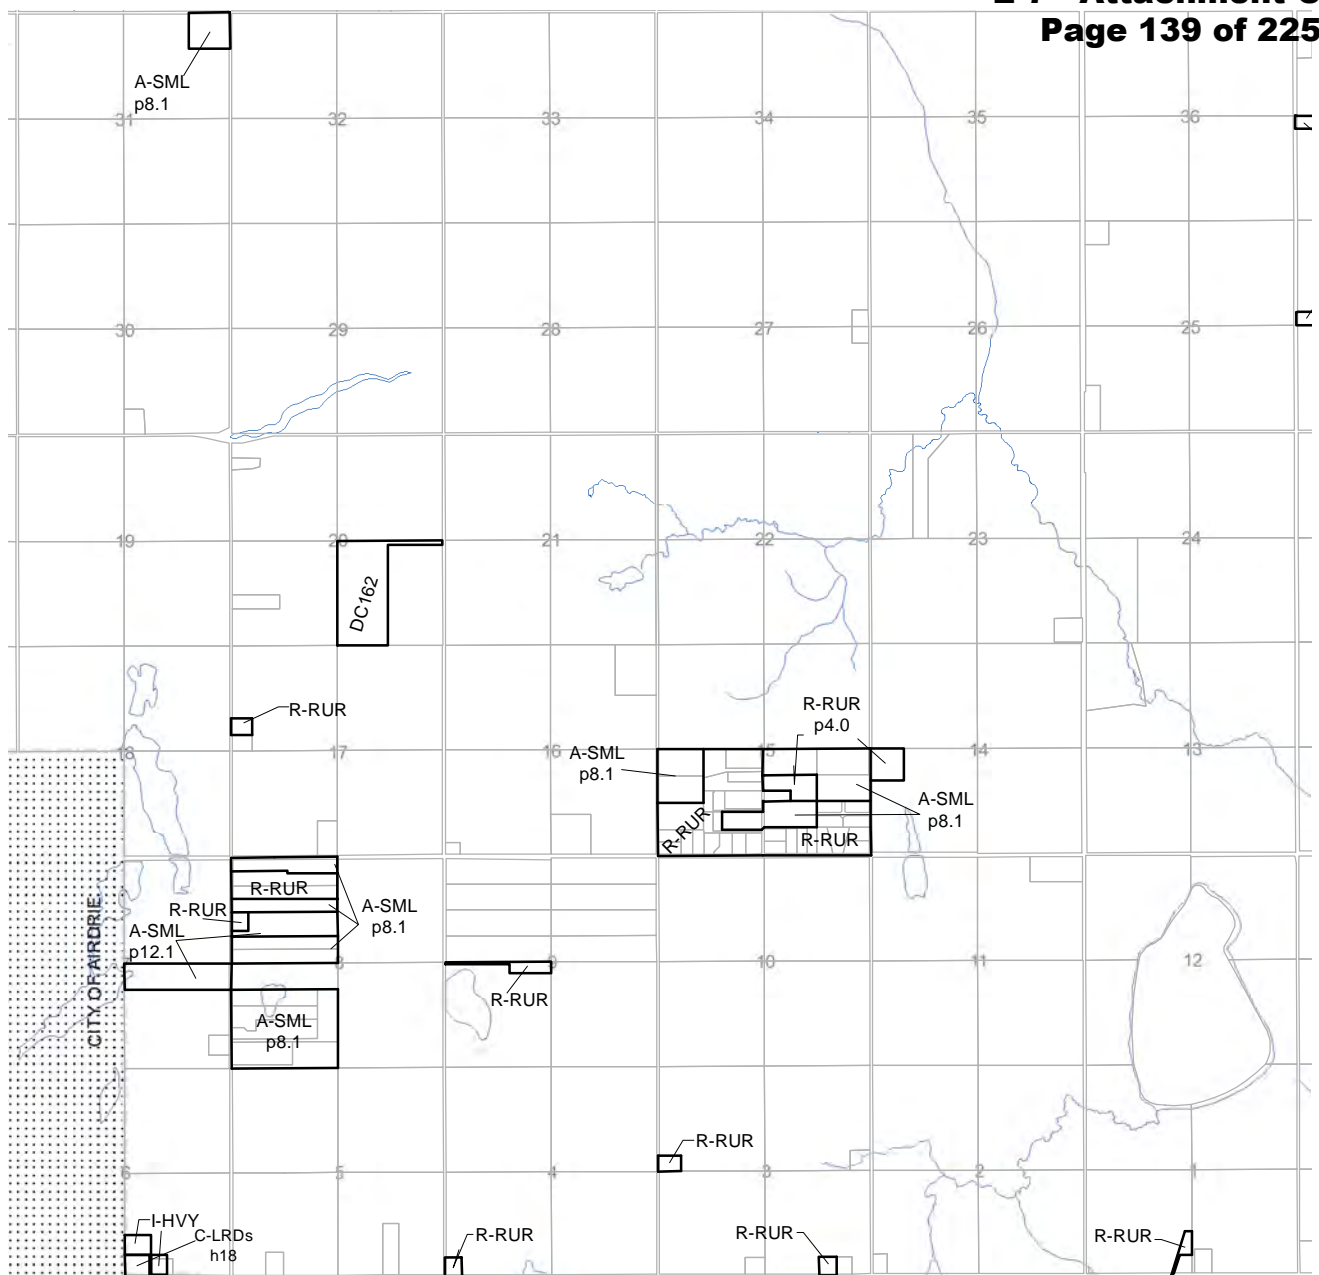 Page 139 of 225
A-SML
p8.1
31
32
33
34
35
36
30
29
28
27
26
25
19
20
21
22
23
24
DC162
R-RUR
R-RUR
p4.0
18
17
16
15
14
13
A-SML
p8.1
A-SML
p8.1
R-RUR
R-RUR
R-RUR
R-RUR
A-SML
p8.1
A-SML
p12.1
CITY OF AIRDRIE
8
9
10
11
12
R-RUR
A-SML
p8.1
R-RUR
6
5
4
3
2
1
I-HVY
C-LRDs
h18
R-RUR
R-RUR
R-RUR